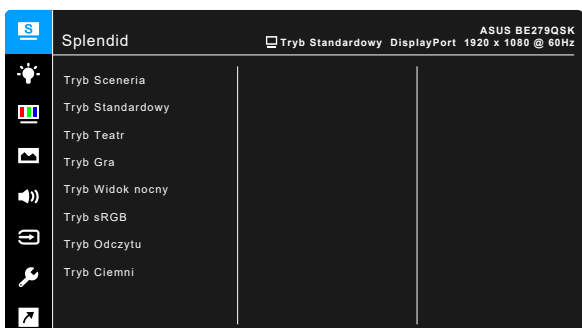 S
Splendid
ASUS BE279QSK
Tryb Standardowy DisplayPort 1920 x 1080 @ 60Hz
Tryb Sceneria
Tryb Standardowy
Tryb Teatr
Tryb Gra
Tryb Widok nocny
Tryb sRGB
Tryb Odczytu
Tryb Ciemni